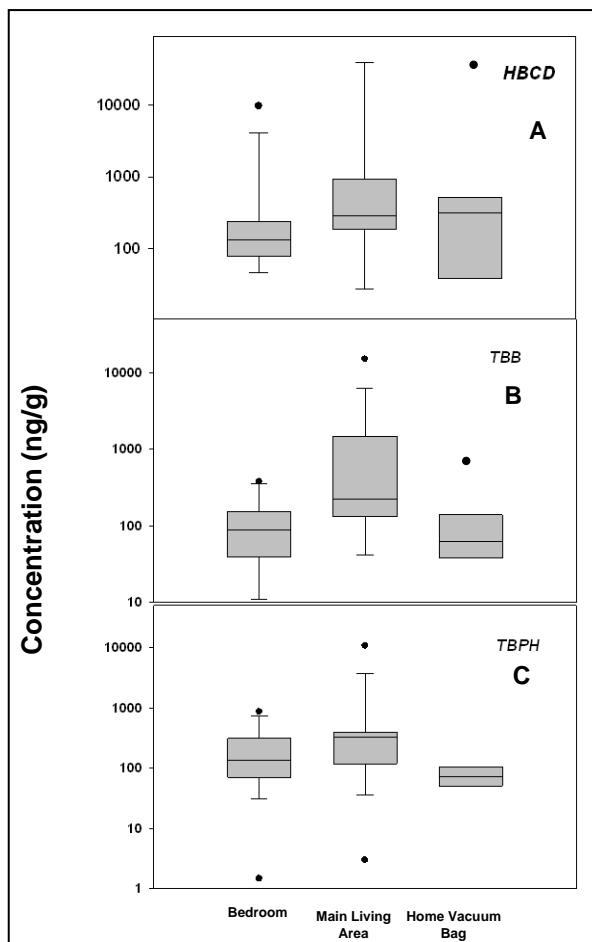 Concentration (ng/g)
HBCD
A
10000
1000
100
TBB
B
10000
1000
100
10
TBPH
C
10000
1000
100
10
1
Bedroom
Main Living
Area
Home Vacuum
Bag